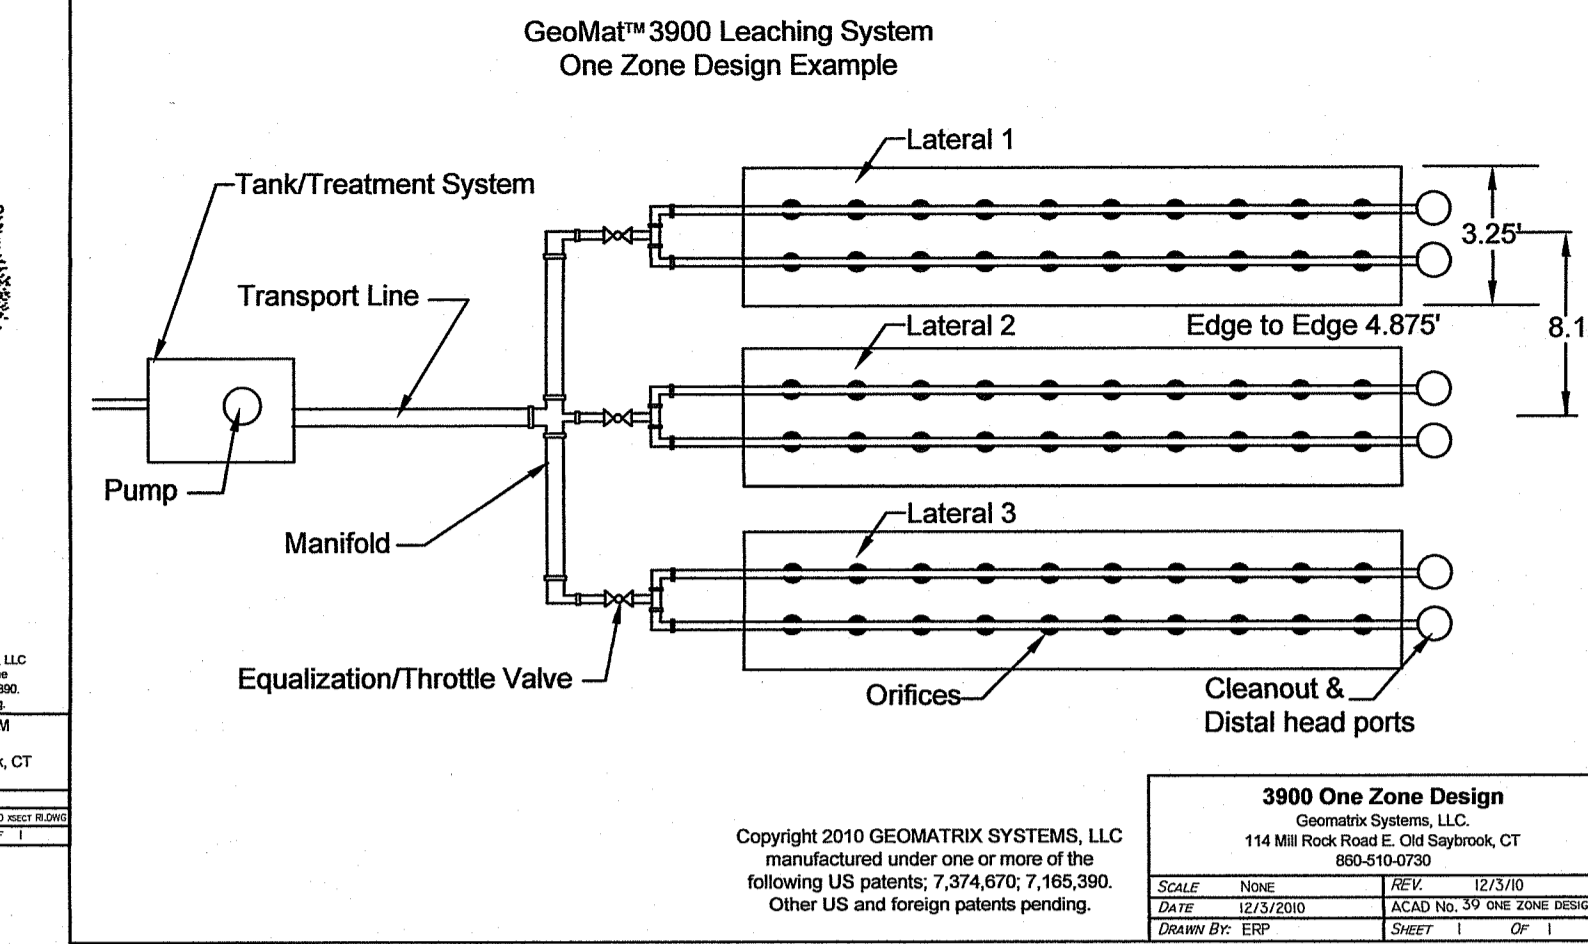 GeoMat™ 3900 Leaching System
One Zone Design Example
Lateral 1
Tank/Treatment System
3.25'
Transport Line
Lateral 2
Edge to Edge 4.875'
8.1
Pump
Manifold
Lateral 3
Equalization/Throttle Valve
Orifices
Cleanout &
Distal head ports
LLC
390.
M
, CT
XSECT RI.DWG
1
Copyright 2010 GEOMATRIX SYSTEMS, LLC
manufactured under one or more of the
following US patents; 7,374,670; 7,165,390.
Other US and foreign patents pending.
3900 One Zone Design
Geomatrix Systems, LLC.
114 Mill Rock Road E. Old Saybrook, CT
860-510-0730
SCALE NONE REV. 12/3/10
DATE 12/3/2010 ACAD No. 39 ONE ZONE DESIG
DRAWN BY: ERP SHEET 1 OF 1